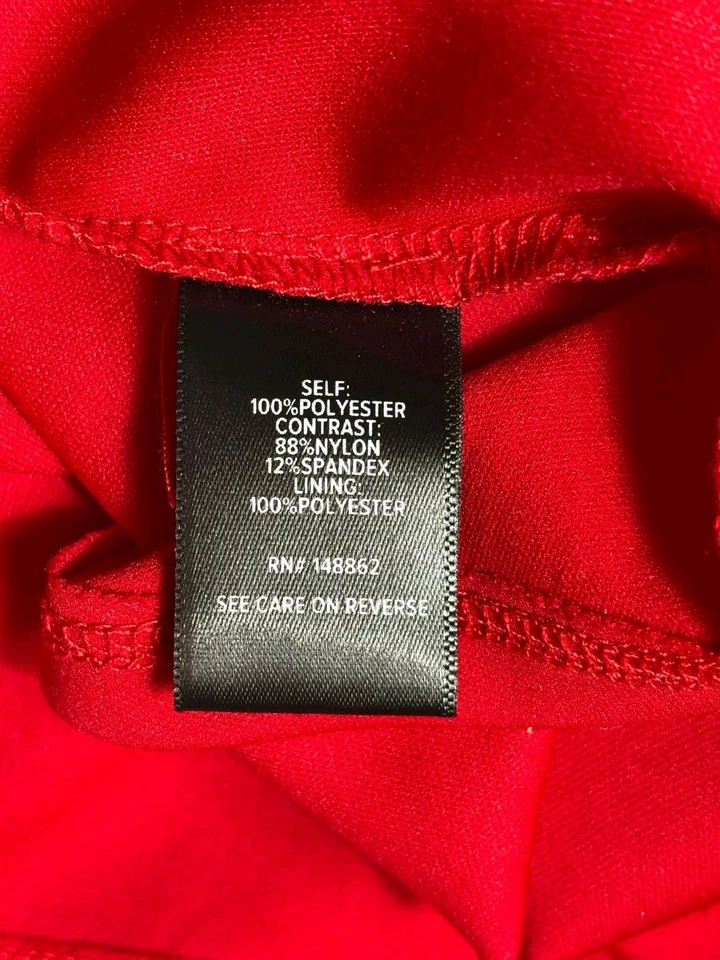 SELF:
100%POLYESTER
CONTRAST:
88%NYLON
12%SPANDEX
LINING:
100%POLYESTER
RN# 148862
SEE CARE ON REVERSE